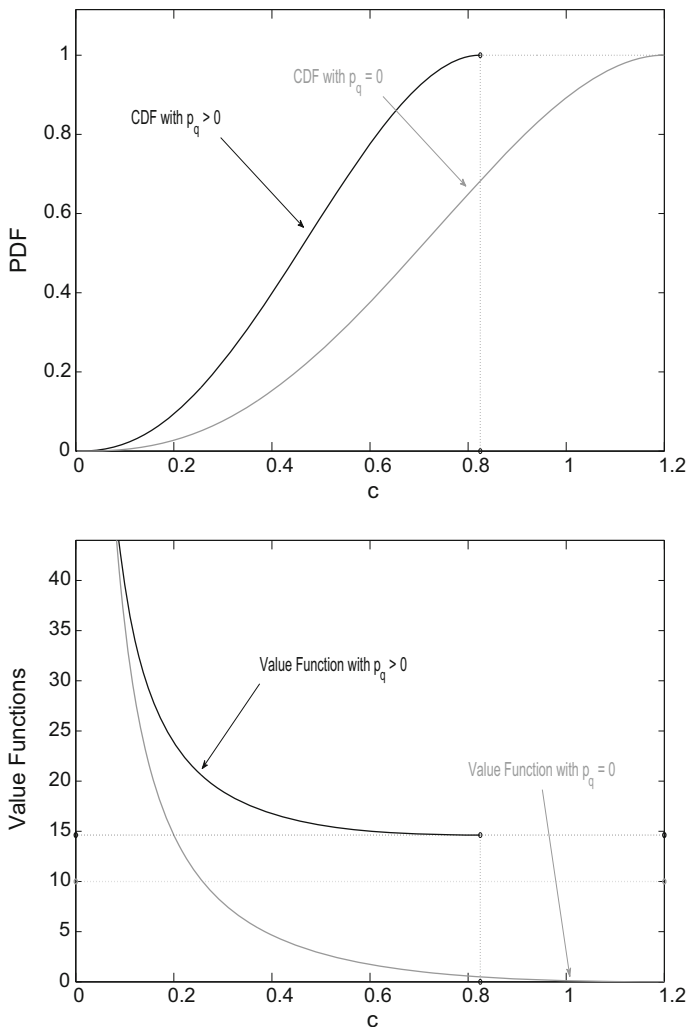 1
0.8
0.6
0.4
0.2
0
PDF
CDF with p_q = 0
CDF with p_q > 0
0 0.2 0.4 0.6 0.8 1 1.2
c
40
35
30
25
20
15
10
5
0
Value Functions
Value Function with p_q > 0
Value Function with p_q = 0
0 0.2 0.4 0.6 0.8 1 1.2
c